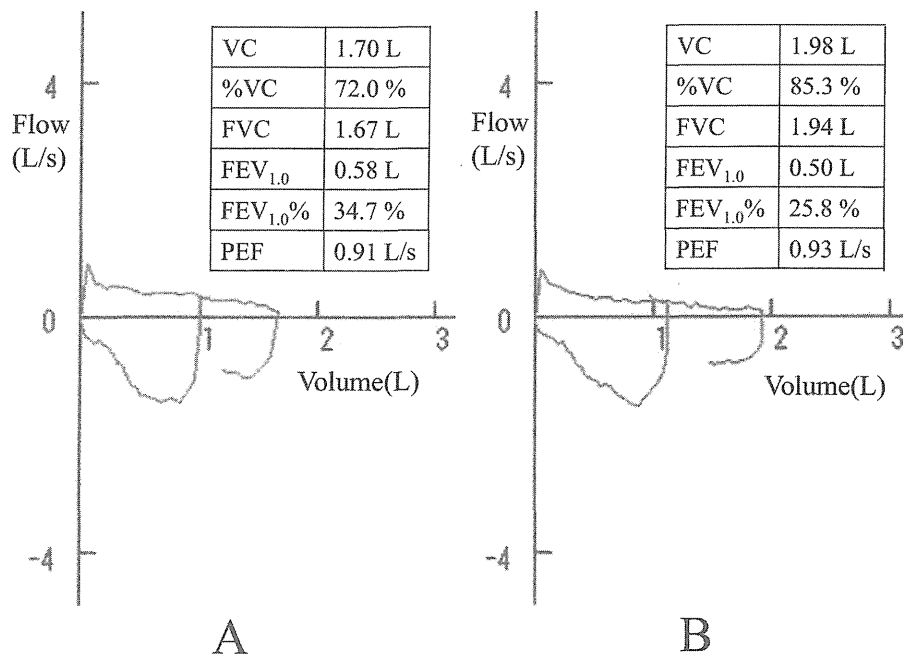 VC 1.70 L
%VC 72.0 %
FVC 1.67 L
FEV1.0 0.58 L
FEV1.0% 34.7 %
PEF 0.91 L/s
4
Flow
(L/s)
0
1
2
3
Volume(L)
-4
A
VC 1.98 L
%VC 85.3 %
FVC 1.94 L
FEV1.0 0.50 L
FEV1.0% 25.8 %
PEF 0.93 L/s
4
Flow
(L/s)
0
1
2
3
Volume(L)
-4
B